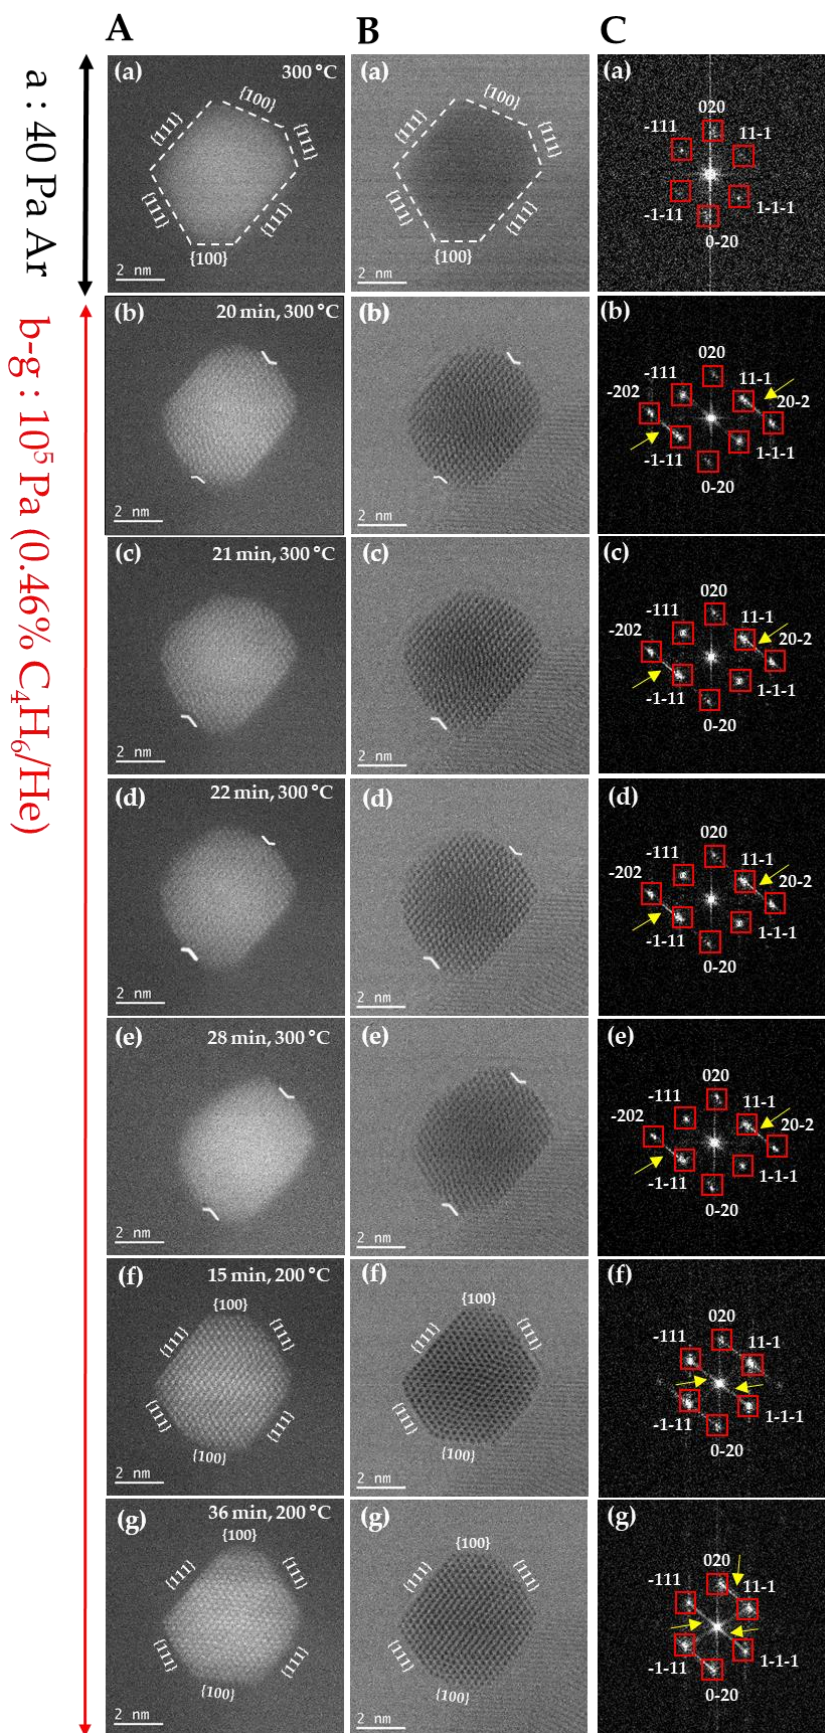 A B C
a : 40 Pa Ar
b-g : 10⁵ Pa (0.46% C₄H₆/He)
(a) 300 °C
{100}
{111} {111}
{111} {111}
{100}
2 nm
(a)
{100}
{111} {111}
{111}
{100}
2 nm
(a)
020
-111 11-1
-1-11 1-1-1
0-20
(b) 20 min, 300 °C
2 nm
(b)
2 nm
(b)
020
-111 11-1
-202 20-2
-1-11 1-1-1
0-20
(c) 21 min, 300 °C
2 nm
(c)
2 nm
(c)
020
-111 11-1
-202 20-2
-1-11 1-1-1
0-20
(d) 22 min, 300 °C
2 nm
(d)
2 nm
(d)
020
-111 11-1
-202 20-2
-1-11 1-1-1
0-20
(e) 28 min, 300 °C
2 nm
(e)
2 nm
(e)
020
-111 11-1
-202 20-2
-1-11 1-1-1
0-20
(f) 15 min, 200 °C
{100}
{111} {111}
{111} {111}
{100}
2 nm
(f)
{100}
{111} {111}
{111} {111}
{100}
2 nm
(f)
020
-111 11-1
-1-11 1-1-1
0-20
(g) 36 min, 200 °C
{100}
{111} {111}
{111} {111}
{100}
2 nm
(g)
{100}
{111} {111}
{111} {111}
{100}
2 nm
(g)
020
-111 11-1
-1-11 1-1-1
0-20